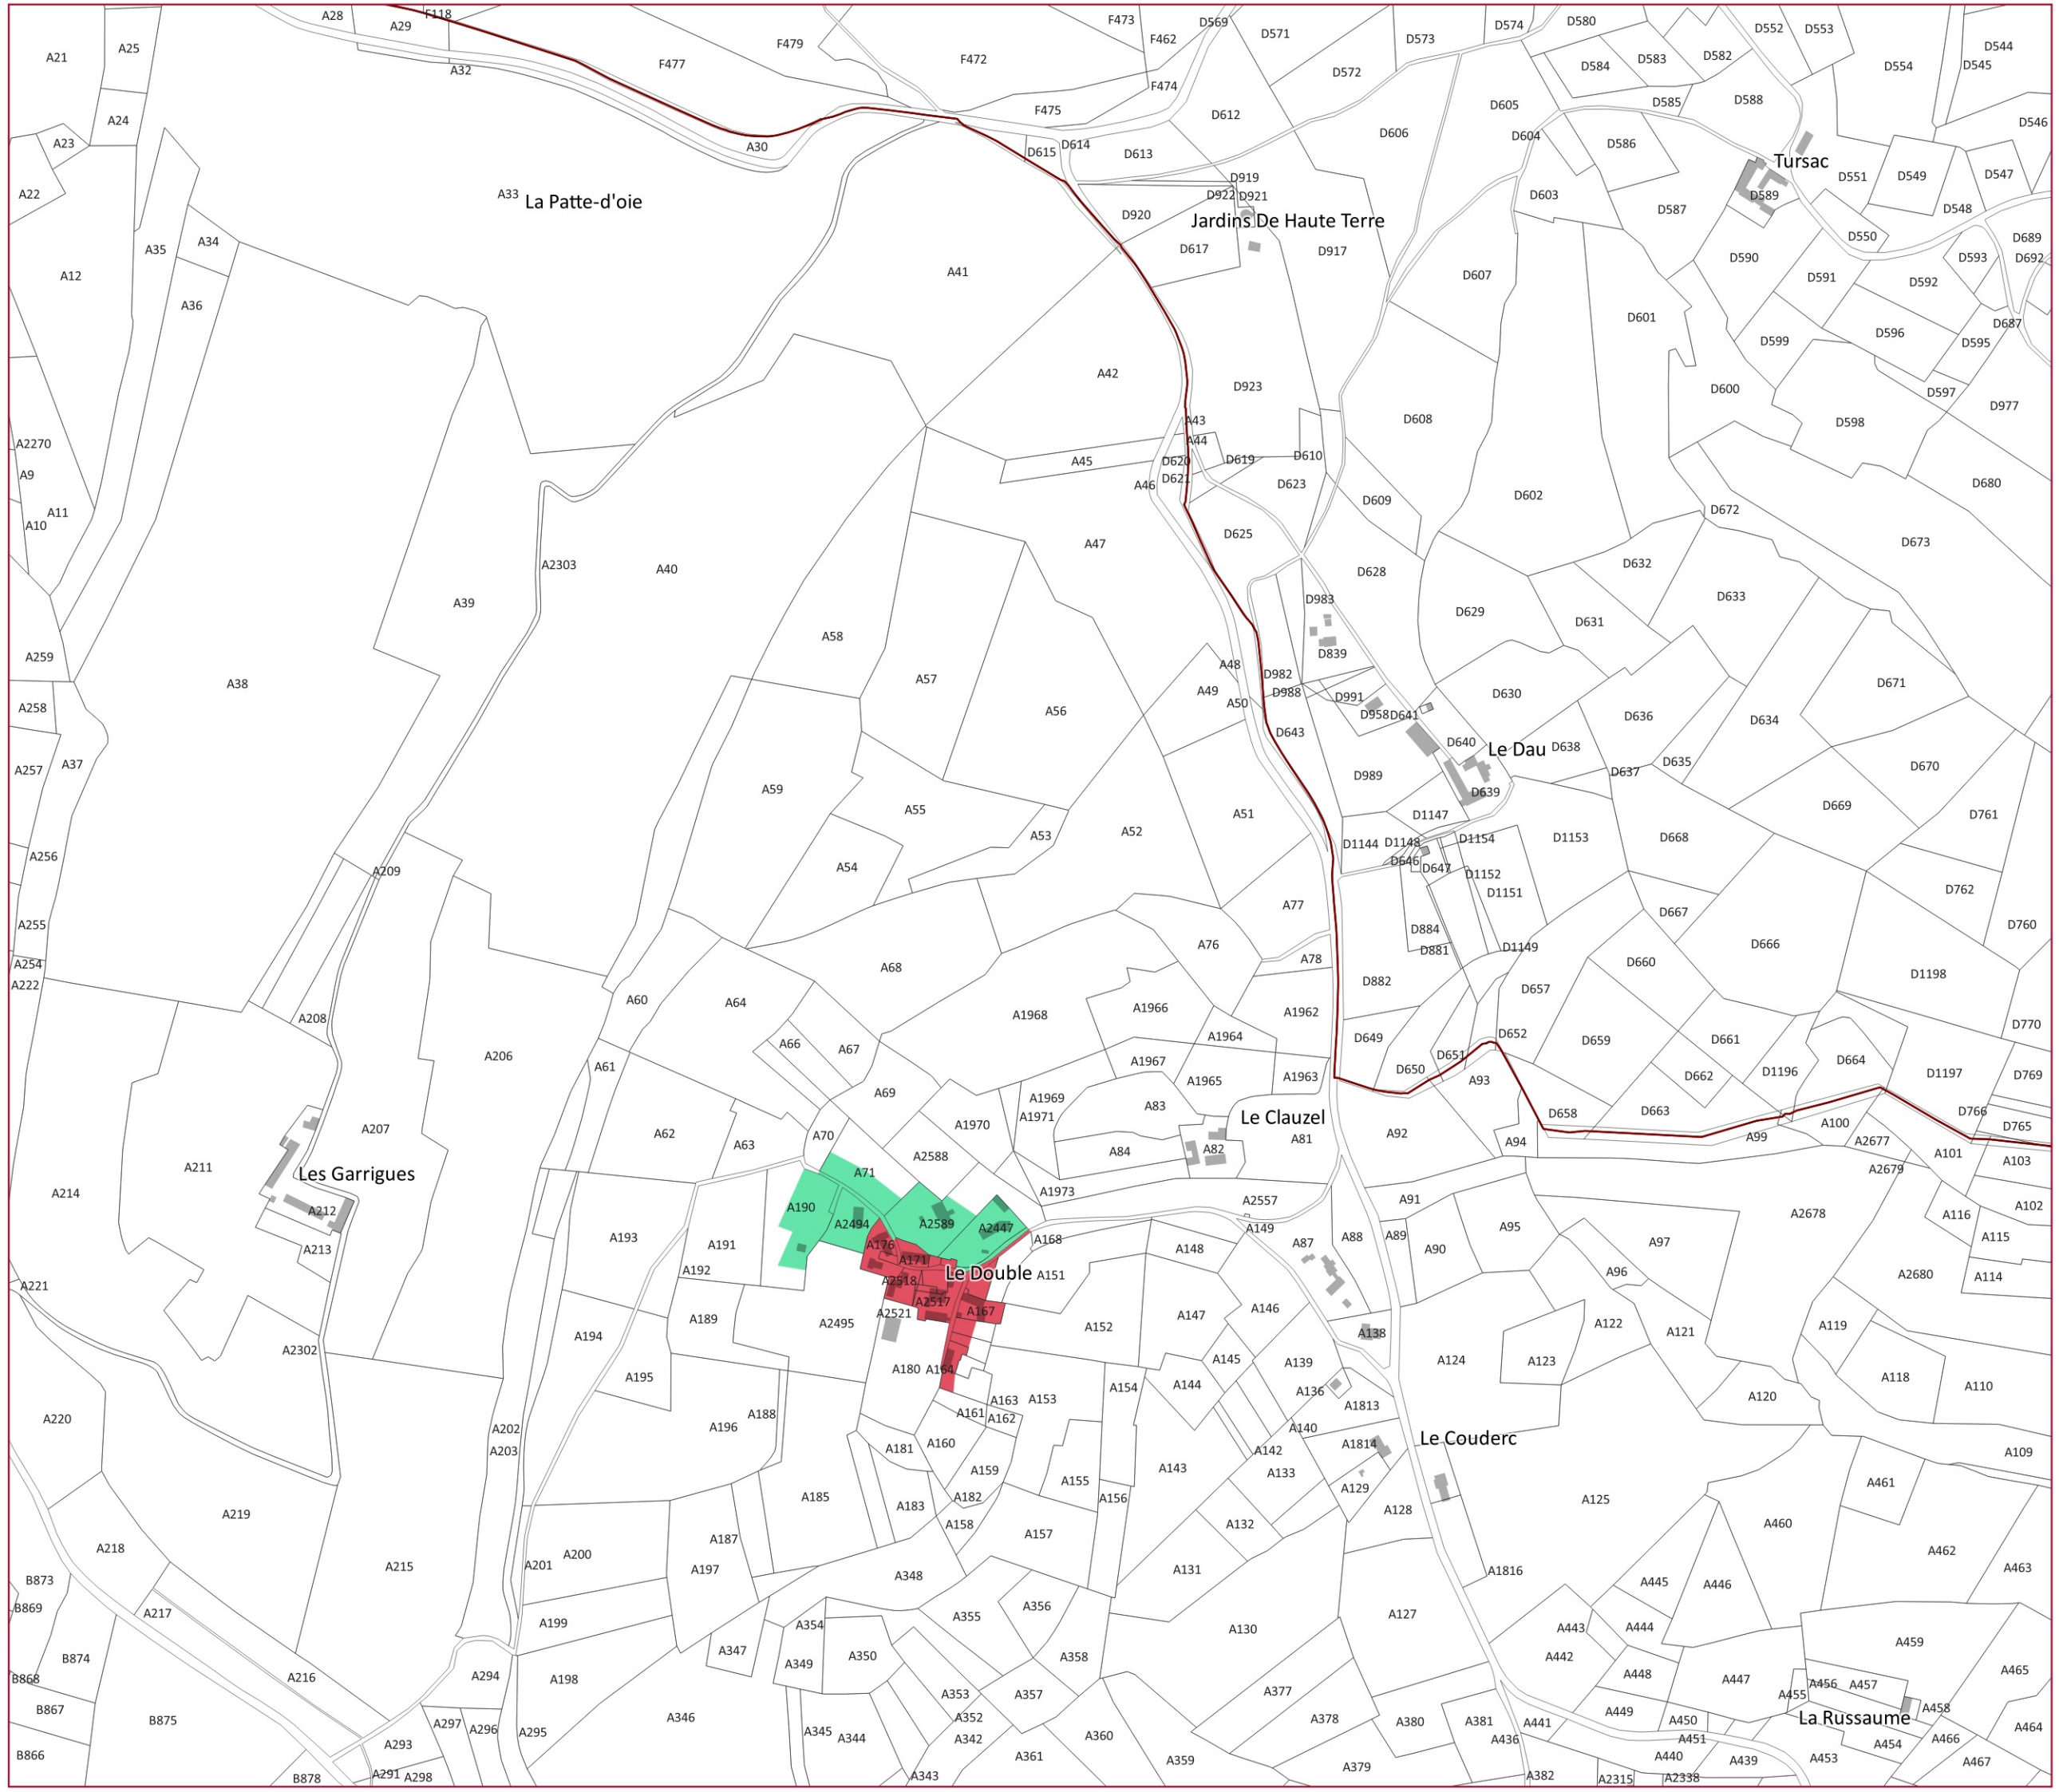 A28
F118
A29
A21
A25
A32
F477
F479
F472
F473
F462
D569
D571
D573
D574
D580
D552
D553
D544
D572
D584
D583
D582
D554
D545
A24
F475
F474
D612
D605
D585
D588
D546
A23
A30
D615
D614
D613
D606
D604
D586
Tursac
D551
D549
D547
A22
A33
La Patte-d'oie
D919
D922
D921
D603
D589
D920
Jardins De Haute Terre
D587
D548
A35
A34
D617
D917
D550
D689
D692
A12
A41
D607
D590
D591
D592
D593
A36
D601
D687
D599
D596
D595
A42
D923
D600
D597
D977
A43
D608
D598
A2270
A44
A45
D620
D619
D610
A9
D621
A46
D623
D609
D602
D680
A11
A10
D672
D625
A47
D673
A2303
A40
D628
D632
A39
D983
D629
D631
D633
A58
A259
D839
A38
A57
A48
D982
D671
A49
D988
D991
D630
A258
A56
A50
D958
D641
D636
D634
D643
D640
Le Dau
D638
A257
A37
D989
D637
D635
D670
A59
D639
A55
A51
D1147
D669
D761
A53
A52
D1144
D1148
D1154
D1153
D668
A256
A54
D646
D647
A209
D1152
D1151
D762
A77
D667
A255
D884
D760
A76
D881
D1149
D666
A254
A68
A78
D660
D1198
A222
D882
D657
A60
A64
A1968
A1966
A1962
A208
D770
A66
A67
A1964
D649
D652
D659
D661
A206
A1967
D651
D664
A61
D650
D1196
D1197
A1965
A1963
A93
D662
D769
A69
A1969
A83
Le Clauzel
D658
D663
D766
A1971
A207
A1970
A81
A92
A100
D765
A62
A63
A70
A94
A99
A2677
A84
A82
A101
A103
A211
Les Garrigues
A71
A2588
A2679
A214
A1973
A2557
A91
A102
A212
A190
A2494
A2589
A2447
A149
A95
A2678
A116
A193
A191
A176
A168
A87
A88
A89
A90
A97
A115
A213
A171
A148
A192
Le Double
A151
A96
A2680
A114
A221
A2518
A2517
A167
A147
A146
A189
A2495
A2521
A152
A138
A122
A121
A119
A194
A2302
A145
A139
A124
A123
A195
A180
A164
A144
A136
A118
A110
A154
A120
A163
A153
A1813
A220
A188
A161
A162
A202
A196
A140
Le Couderc
A203
A181
A160
A142
A1814
A109
A143
A133
A159
A155
A461
A129
A185
A182
A156
A125
A219
A183
A128
A158
A132
A460
A187
A157
A218
A200
A462
A215
A201
A197
A348
A131
A1816
A463
B873
A445
A446
B869
A217
A355
A356
A127
A199
A354
A130
A443
A444
A459
B874
A347
A350
A358
A442
A349
B868
A216
A294
A198
A448
A447
A456
A457
A465
A353
A357
A377
A455
B867
A458
B875
A346
A352
A378
A380
A381
A441
A449
A450
La Russaume
A297
A296
A295
A345
A344
A342
A360
A436
A451
A466
A464
A293
A454
B866
A361
A359
A379
A440
A439
A453
A467
B878
A291
A298
A343
A382
A2315
A2338